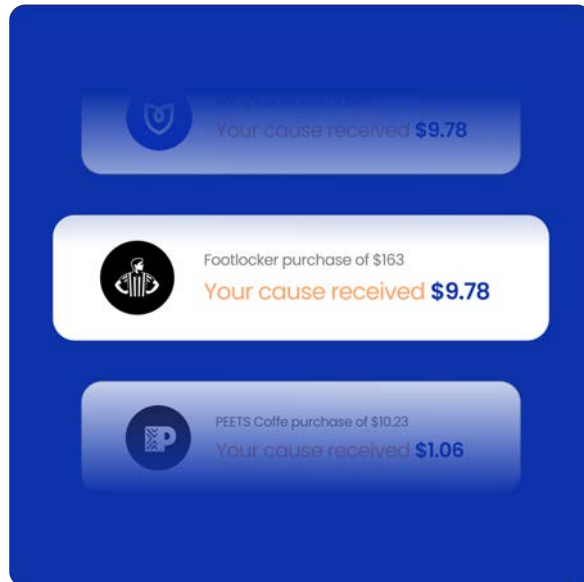 Your cause received $9.78
Footlocker purchase of $163
Your cause received $9.78
P
PEETS Coffe purchase of $10.23
Your cause received $1.06